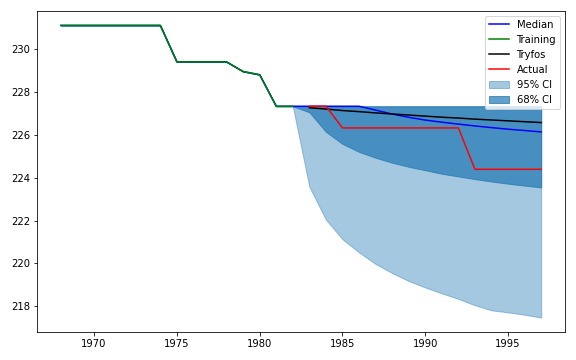 Median
Training
Tryfos
Actual
95% CI
68% CI
230
228
226
224
222
220
218
1970
1975
1980
1985
1990
1995